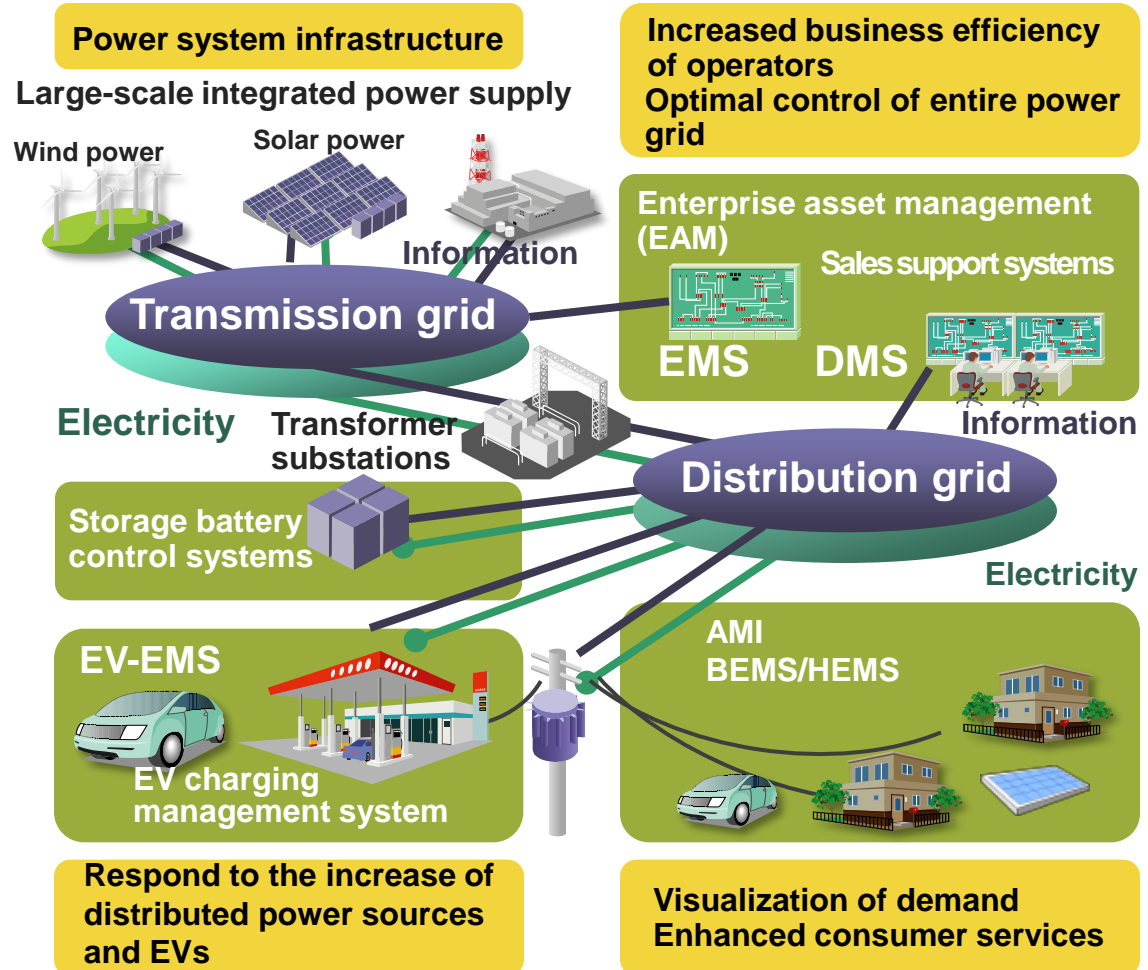 Power system infrastructure
Large-scale integrated power supply
Wind power
Solar power
Information
Transmission grid
Increased business efficiency
of operators
Optimal control of entire power
grid
Enterprise asset management
(EAM)
Sales support systems
EMS
DMS
Information
Electricity
Transformer
substations
Distribution grid
Storage battery
control systems
Electricity
EV-EMS
EV charging
management system
AMI
BEMS/HEMS
Respond to the increase of
distributed power sources
and EVs
Visualization of demand
Enhanced consumer services